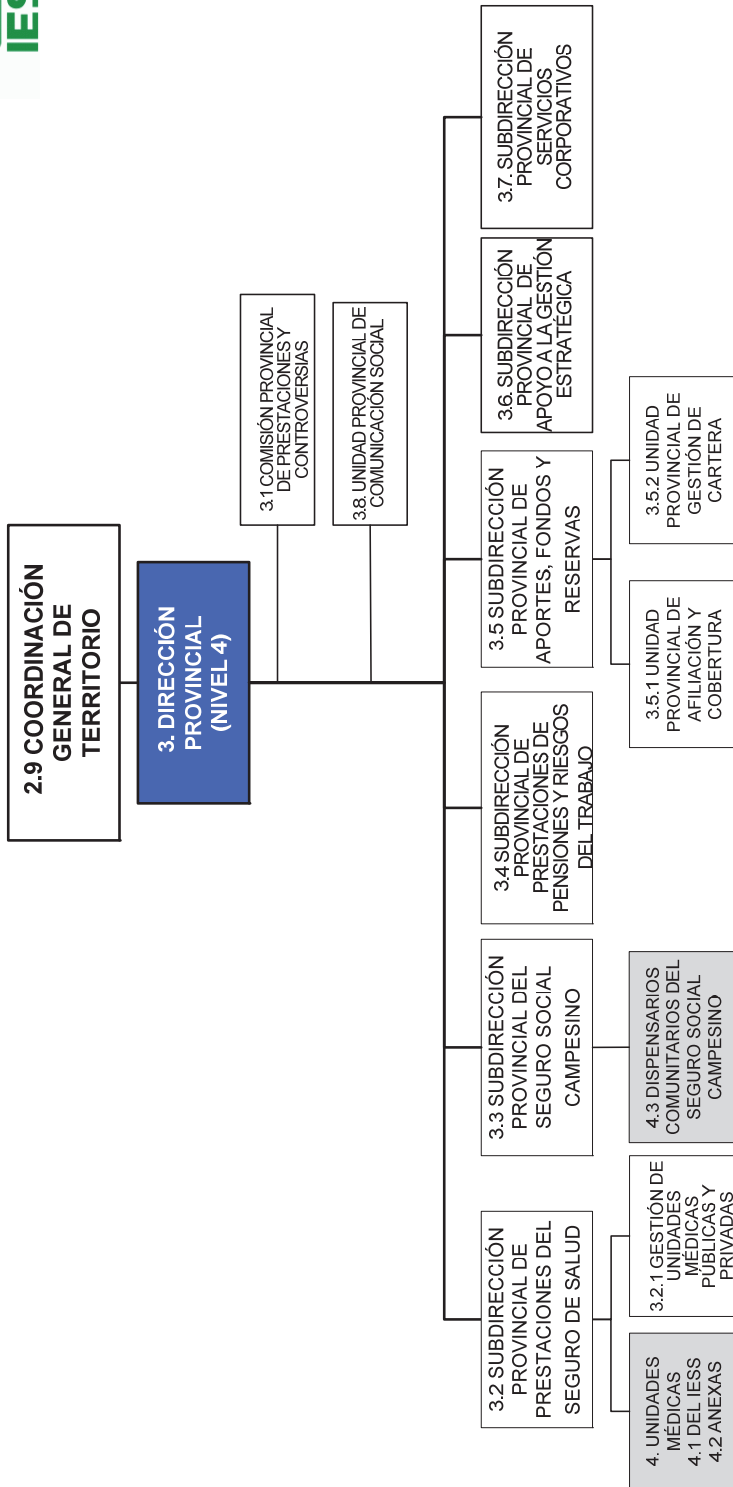 IES
2.9 COORDINACIÓN
GENERAL DE
TERRITORIO
3. DIRECCIÓN
PROVINCIAL
(NIVEL 4)
3.1 COMISIÓN PROVINCIAL
DE PRESTACIONES Y
CONTROVERSIAS
3.8. UNIDAD PROVINCIAL DE
COMUNICACIÓN SOCIAL
3.2 SUBDIRECCIÓN
PROVINCIAL DE
PRESTACIONES DEL
SEGURO DE SALUD
3.3 SUBDIRECCIÓN
PROVINCIAL DEL
SEGURO SOCIAL
CAMPESINO
3.4 SUBDIRECCIÓN
PROVINCIAL DE
PRESTACIONES DE
PENSIONES Y RIESGOS
DEL TRABAJO
3.5 SUBDIRECCIÓN
PROVINCIAL DE
APORTES, FONDOS Y
RESERVAS
3.6. SUBDIRECCIÓN
PROVINCIAL DE
APOYO A LA GESTIÓN
ESTRATÉGICA
3.7. SUBDIRECCIÓN
PROVINCIAL DE
SERVICIOS
CORPORATIVOS
4. UNIDADES
MÉDICAS
4.1 DEL IESS
4.2 ANEXAS
3.2.1 GESTIÓN DE
UNIDADES
MÉDICAS
PÚBLICAS Y
PRIVADAS
4.3 DISPENSARIOS
COMUNITARIOS DEL
SEGURO SOCIAL
CAMPESINO
3.5.1 UNIDAD
PROVINCIAL DE
AFILIACIÓN Y
COBERTURA
3.5.2 UNIDAD
PROVINCIAL DE
GESTIÓN DE
CARTERA